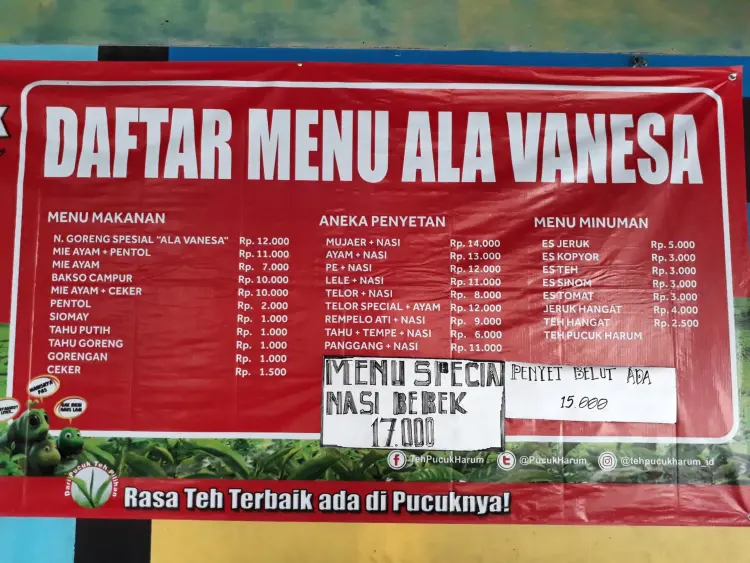 DAFTAR MENU ALA VANESA
MENU MAKANAN
N. GORENG SPESIAL "ALA VANESA" Rp. 12.000
MIE AYAM + PENTOL Rp. 11.000
MIE AYAM Rp. 7.000
BAKSO CAMPUR Rp. 10.000
MIE AYAM + CEKER Rp. 10.000
PENTOL Rp. 2.000
SIOMAY Rp. 1.000
TAHU PUTIH Rp. 1.000
TAHU GORENG Rp. 1.000
GORENGAN Rp. 1.000
CEKER Rp. 1.500
ANEKA PENYETAN
MUJAER + NASI Rp. 14.000
AYAM + NASI Rp. 13.000
PE + NASI Rp. 12.000
LELE + NASI Rp. 11.000
TELOR + NASI Rp. 8.000
TELOR SPECIAL + AYAM Rp. 12.000
REMPELO ATI + NASI Rp. 9.000
TAHU + TEMPE + NASI Rp. 6.000
PANGGANG + NASI Rp. 11.000
MENU MINUMAN
ES JERUK Rp. 5.000
ES KOPYOR Rp. 3.000
ES TEH Rp. 3.000
ES SINOM Rp. 3.000
ES TOMAT Rp. 3.000
JERUK HANGAT Rp. 4.000
TEH HANGAT Rp. 2.500
TEH PUCUK HARUM
MENU SPECIA
NASI BEBEK
17.000
PENYET BELUT ADA
15.000
TehPucukHarum @PucukHarum @tehpucukharum_id
Dari Pucuk Teh Pilihan
Rasa Teh Terbaik ada di Pucuknya!